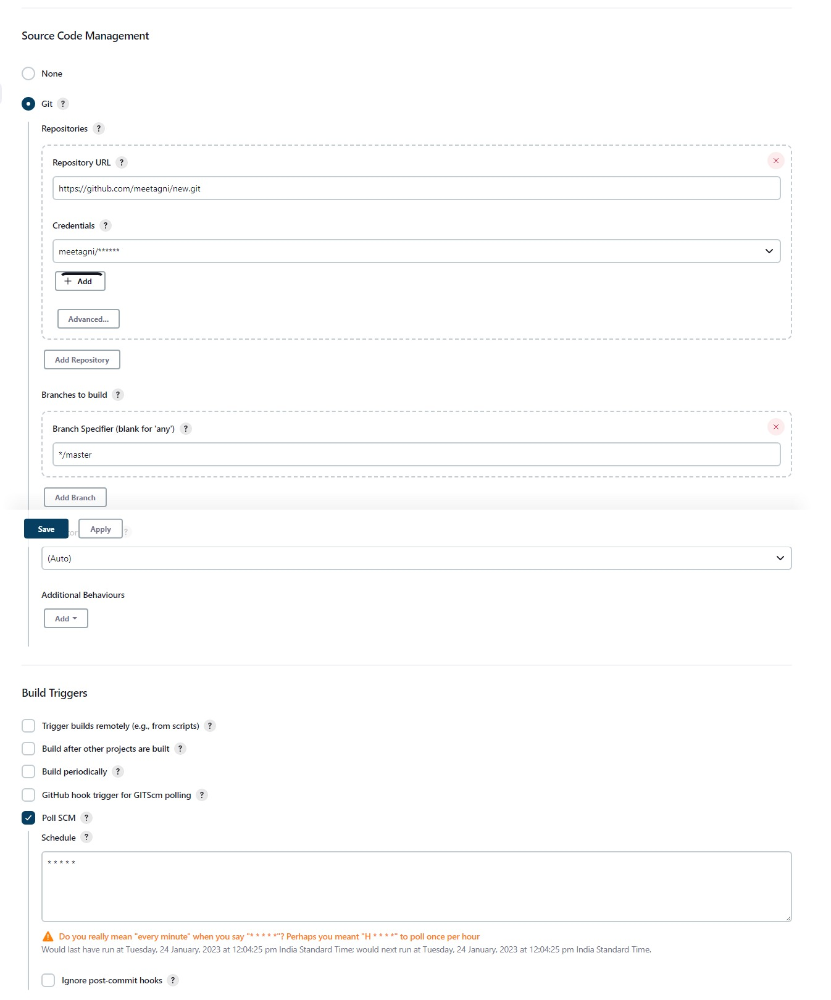 Source Code Management
None
Git ?
Repositories ?
Repository URL ?
https://github.com/meetagni/new.git
Credentials ?
meetagni/******
+ Add
Advanced...
Add Repository
Branches to build ?
Branch Specifier (blank for 'any') ?
*/master
Add Branch
Save
Apply ?
(Auto)
Additional Behaviours
Add
Build Triggers
Trigger builds remotely (e.g., from scripts) ?
Build after other projects are built ?
Build periodically ?
GitHub hook trigger for GITScm polling ?
Poll SCM ?
Schedule ?
* * * * *
Do you really mean "every minute" when you say "* * * * *"? Perhaps you meant "H * * * *" to poll once per hour
Would last have run at Tuesday, 24 January, 2023 at 12:04:25 pm India Standard Time; would next run at Tuesday, 24 January, 2023 at 12:04:25 pm India Standard Time.
Ignore post-commit hooks ?